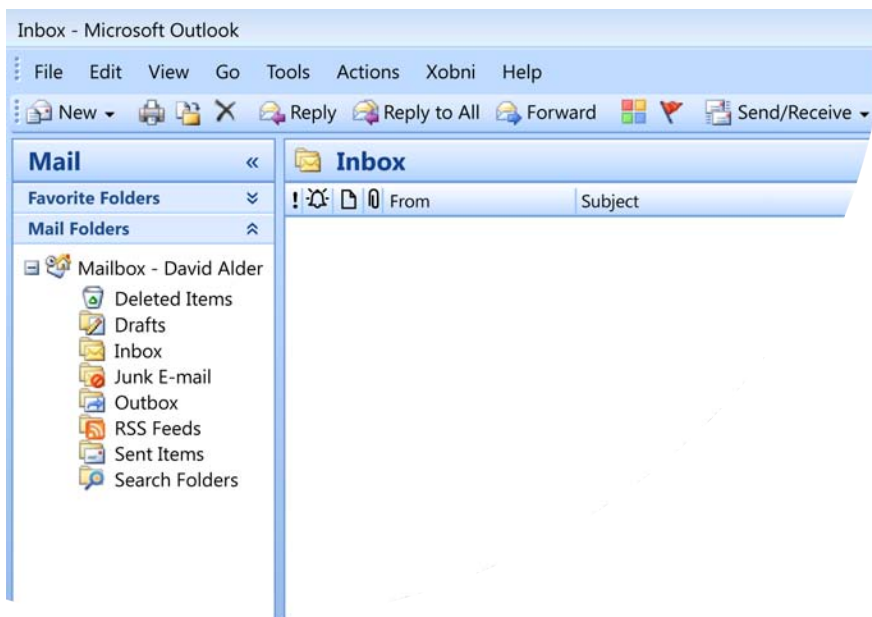 Inbox - Microsoft Outlook
File Edit View Go Tools Actions Xobni Help
New Reply Reply to All Forward Send/Receive
Mail «
Inbox
Favorite Folders
! From Subject
Mail Folders
Mailbox - David Alder
Deleted Items
Drafts
Inbox
Junk E-mail
Outbox
RSS Feeds
Sent Items
Search Folders